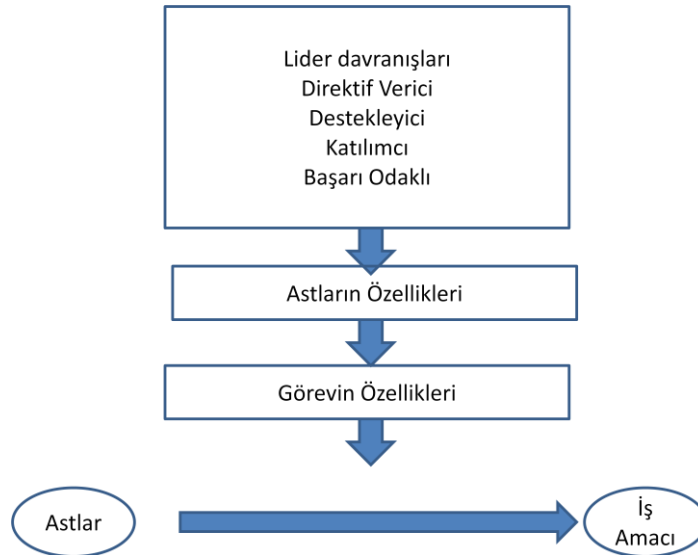 Lider davranışları
Direktif Verici
Destekleyici
Katılımcı
Başarı Odaklı
Astların Özellikleri
Görevin Özellikleri
Astlar
İş
Amacı